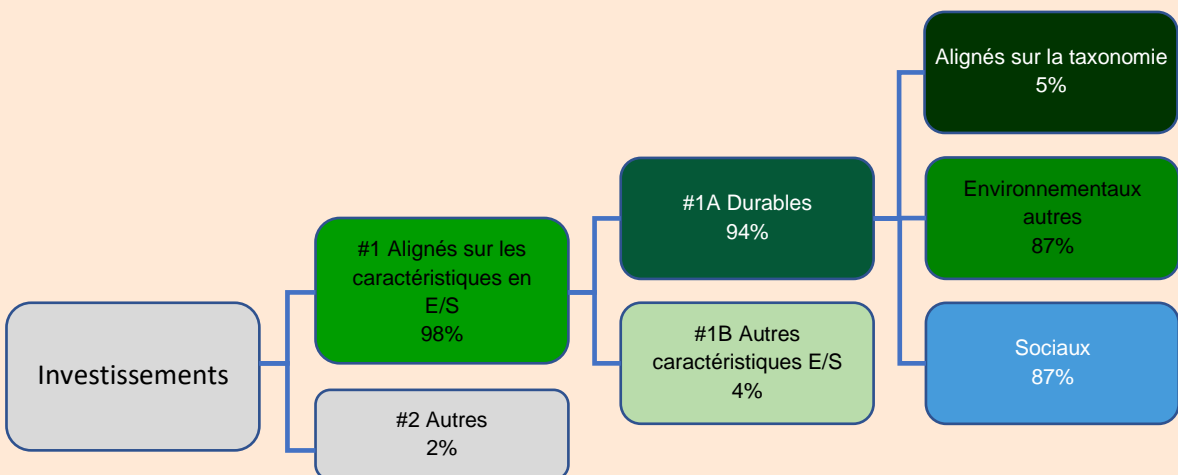 Investissements
#1 Alignés sur les
caractéristiques en
E/S
98%
#2 Autres
2%
#1A Durables
94%
#1B Autres
caractéristiques E/S
4%
Alignés sur la taxonomie
5%
Environnementaux
autres
87%
Sociaux
87%